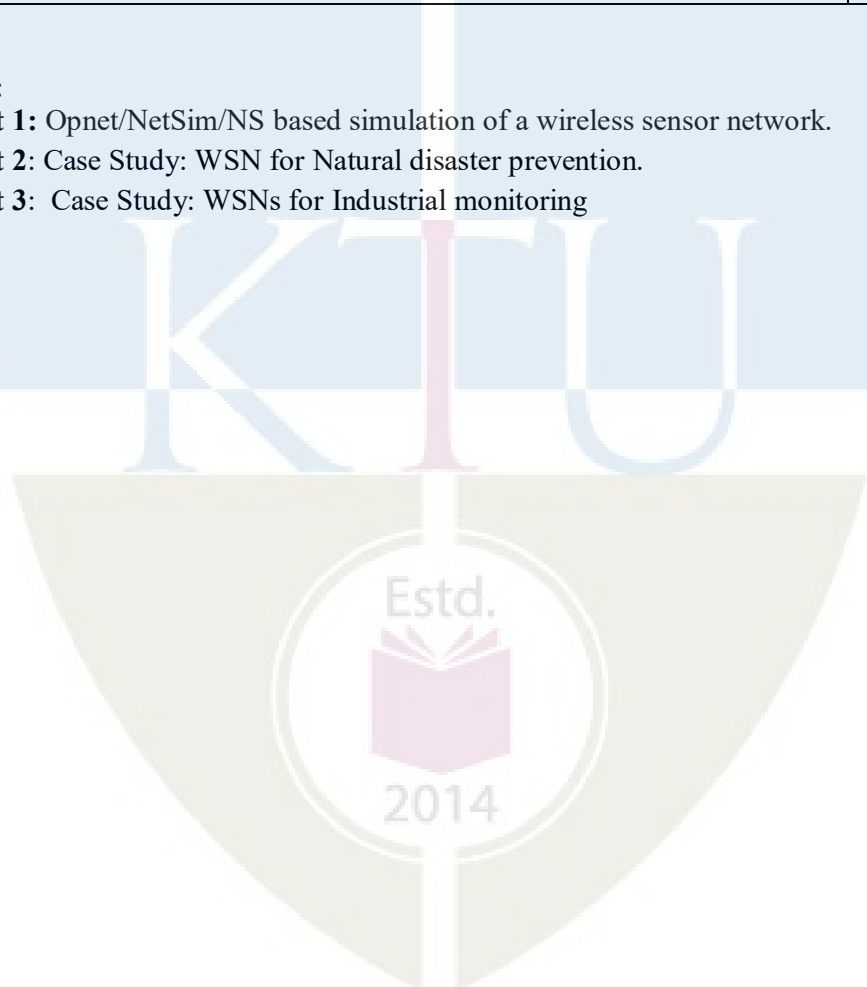 :
t 1: Opnet/NetSim/NS based simulation of a wireless sensor network.
t 2: Case Study: WSN for Natural disaster prevention.
t 3: Case Study: WSNs for Industrial monitoring
KTU
Estd.
2014